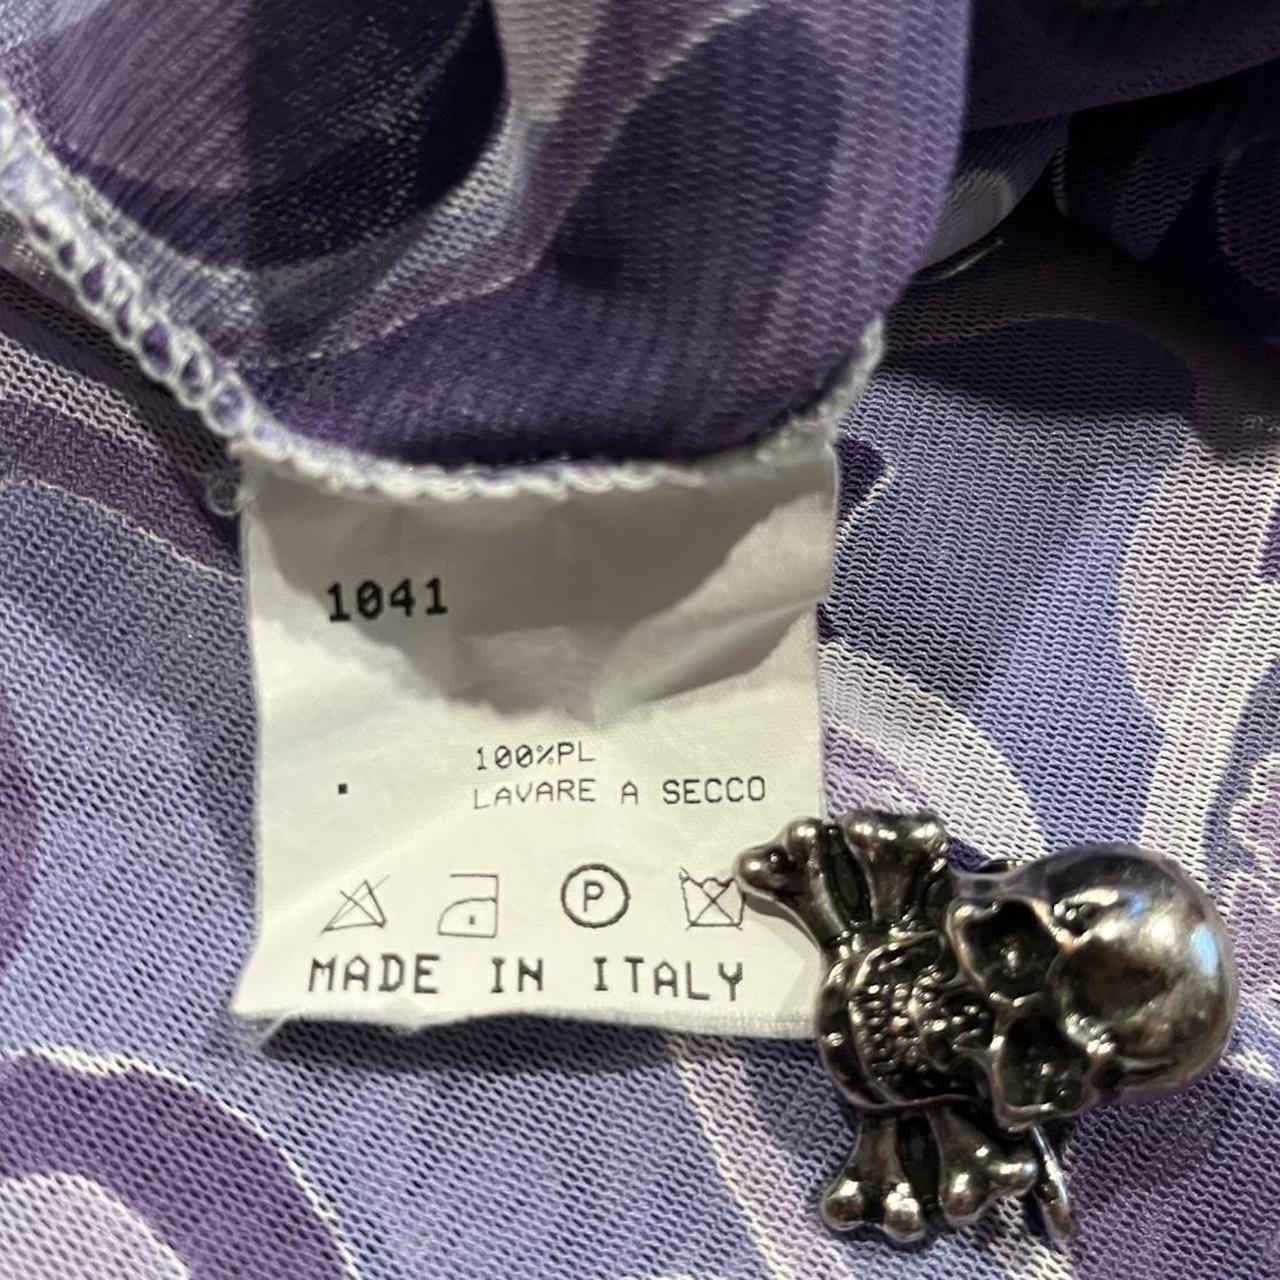 1041
100%PL
LAVARE A SECCO
P
MADE IN ITALY